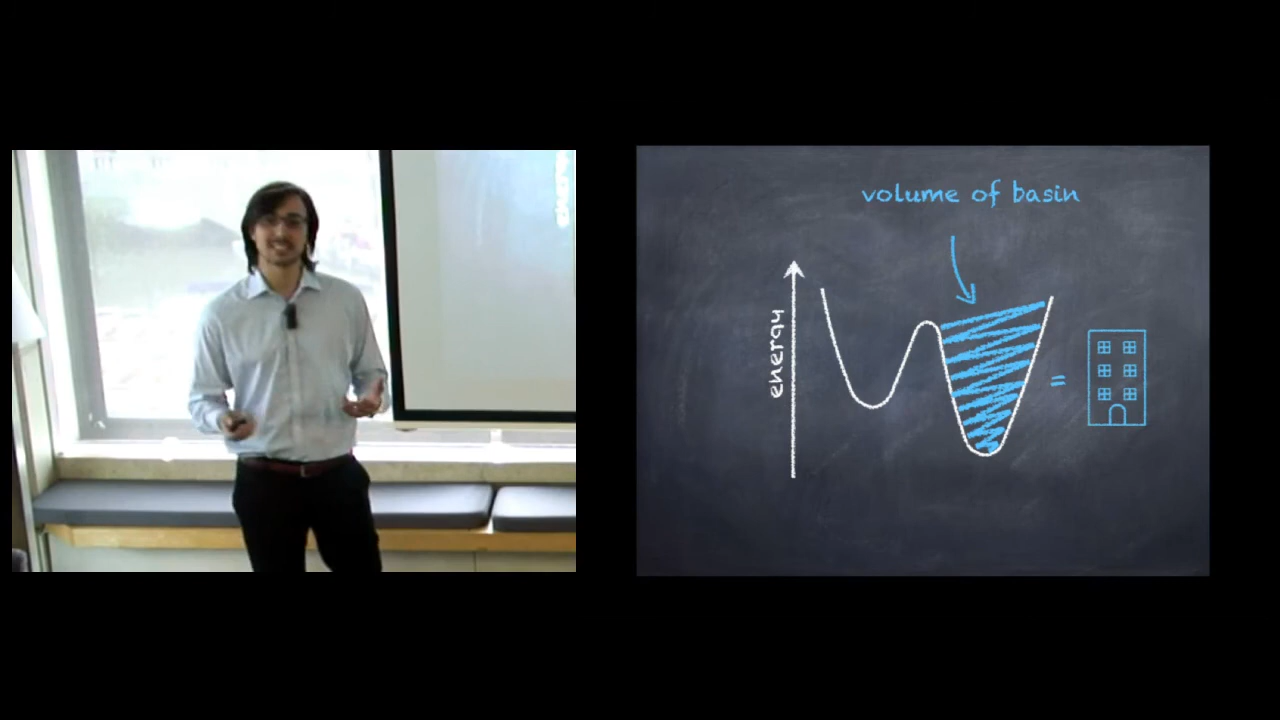 volume of basin
energy
=